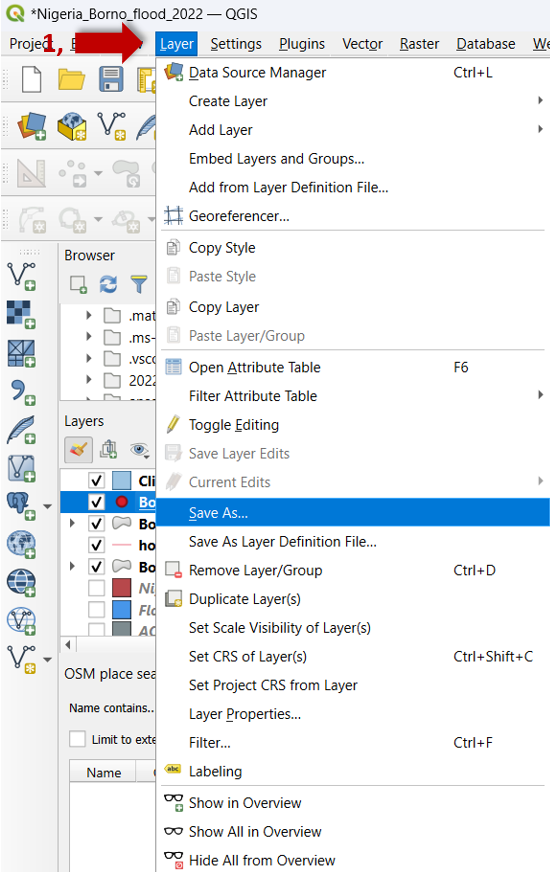 *Nigeria_Borno_flood_2022 — QGIS
1,
Layer Settings Plugins Vector Raster Database We
Data Source Manager Ctrl+L
Create Layer
Add Layer
Embed Layers and Groups...
Add from Layer Definition File...
Georeferencer...
Copy Style
Paste Style
Copy Layer
Paste Layer/Group
Open Attribute Table F6
Filter Attribute Table
Toggle Editing
Save Layer Edits
Current Edits
Save As...
Save As Layer Definition File...
Remove Layer/Group Ctrl+D
Duplicate Layer(s)
Set Scale Visibility of Layer(s)
Set CRS of Layer(s) Ctrl+Shift+C
Set Project CRS from Layer
Layer Properties...
Filter... Ctrl+F
abc Labeling
Show in Overview
Show All in Overview
Hide All from Overview
Browser
.mat
.ms-
.vsc
2022
Layers
Cli
Bo
Bo
ho
Bo
Ni
Flo
AC
OSM place sea
Name contains..
Limit to exte
Name